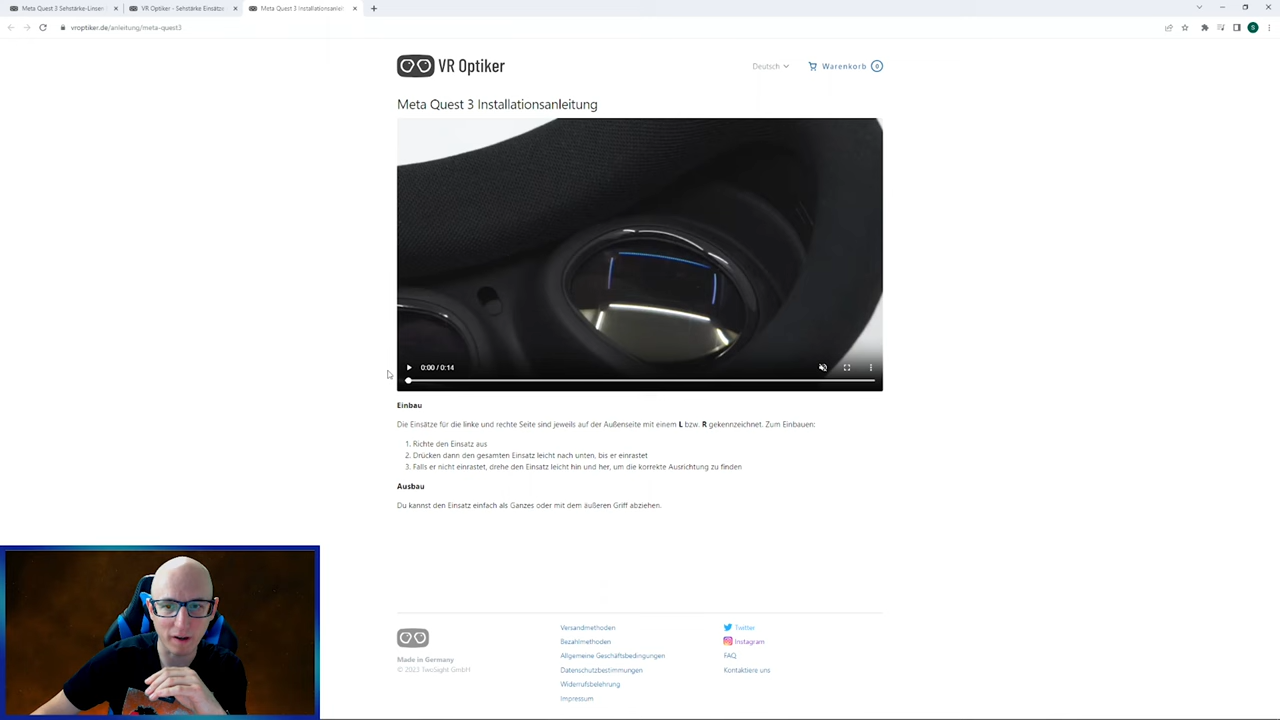 Meta Quest 3 Sehstärke-Linsen
VR Optiker - Sehstärke Einsätze
Meta Quest 3 Installationsanlei
vroptiker.de/anleitung/meta-quest3
S
VR Optiker
Deutsch
Warenkorb 0
Meta Quest 3 Installationsanleitung
0:00 / 0:14
Einbau
Die Einsätze für die linke und rechte Seite sind jeweils auf der Außenseite mit einem L bzw. R gekennzeichnet. Zum Einbauen:
1. Richte den Einsatz aus
2. Drücken dann den gesamten Einsatz leicht nach unten, bis er einrastet
3. Falls er nicht einrastet, drehe den Einsatz leicht hin und her, um die korrekte Ausrichtung zu finden
Ausbau
Du kannst den Einsatz einfach als Ganzes oder mit dem äußeren Griff abziehen.
Made in Germany
© 2023 TwoSight GmbH
Versandmethoden
Bezahlmethoden
Allgemeine Geschäftsbedingungen
Datenschutzbestimmungen
Widerrufsbelehrung
Impressum
Twitter
Instagram
FAQ
Kontaktiere uns